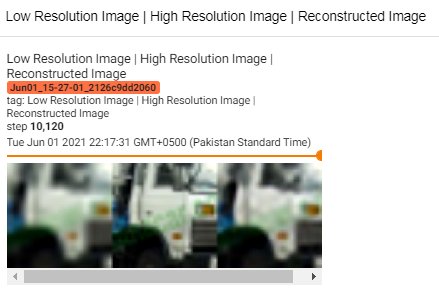 Low Resolution Image | High Resolution Image | Reconstructed Image
Low Resolution Image | High Resolution Image |
Reconstructed Image
Jun01_15-27-01_2126c9dd2060
tag: Low Resolution Image | High Resolution Image |
Reconstructed Image
step 10,120
Tue Jun 01 2021 22:17:31 GMT+0500 (Pakistan Standard Time)